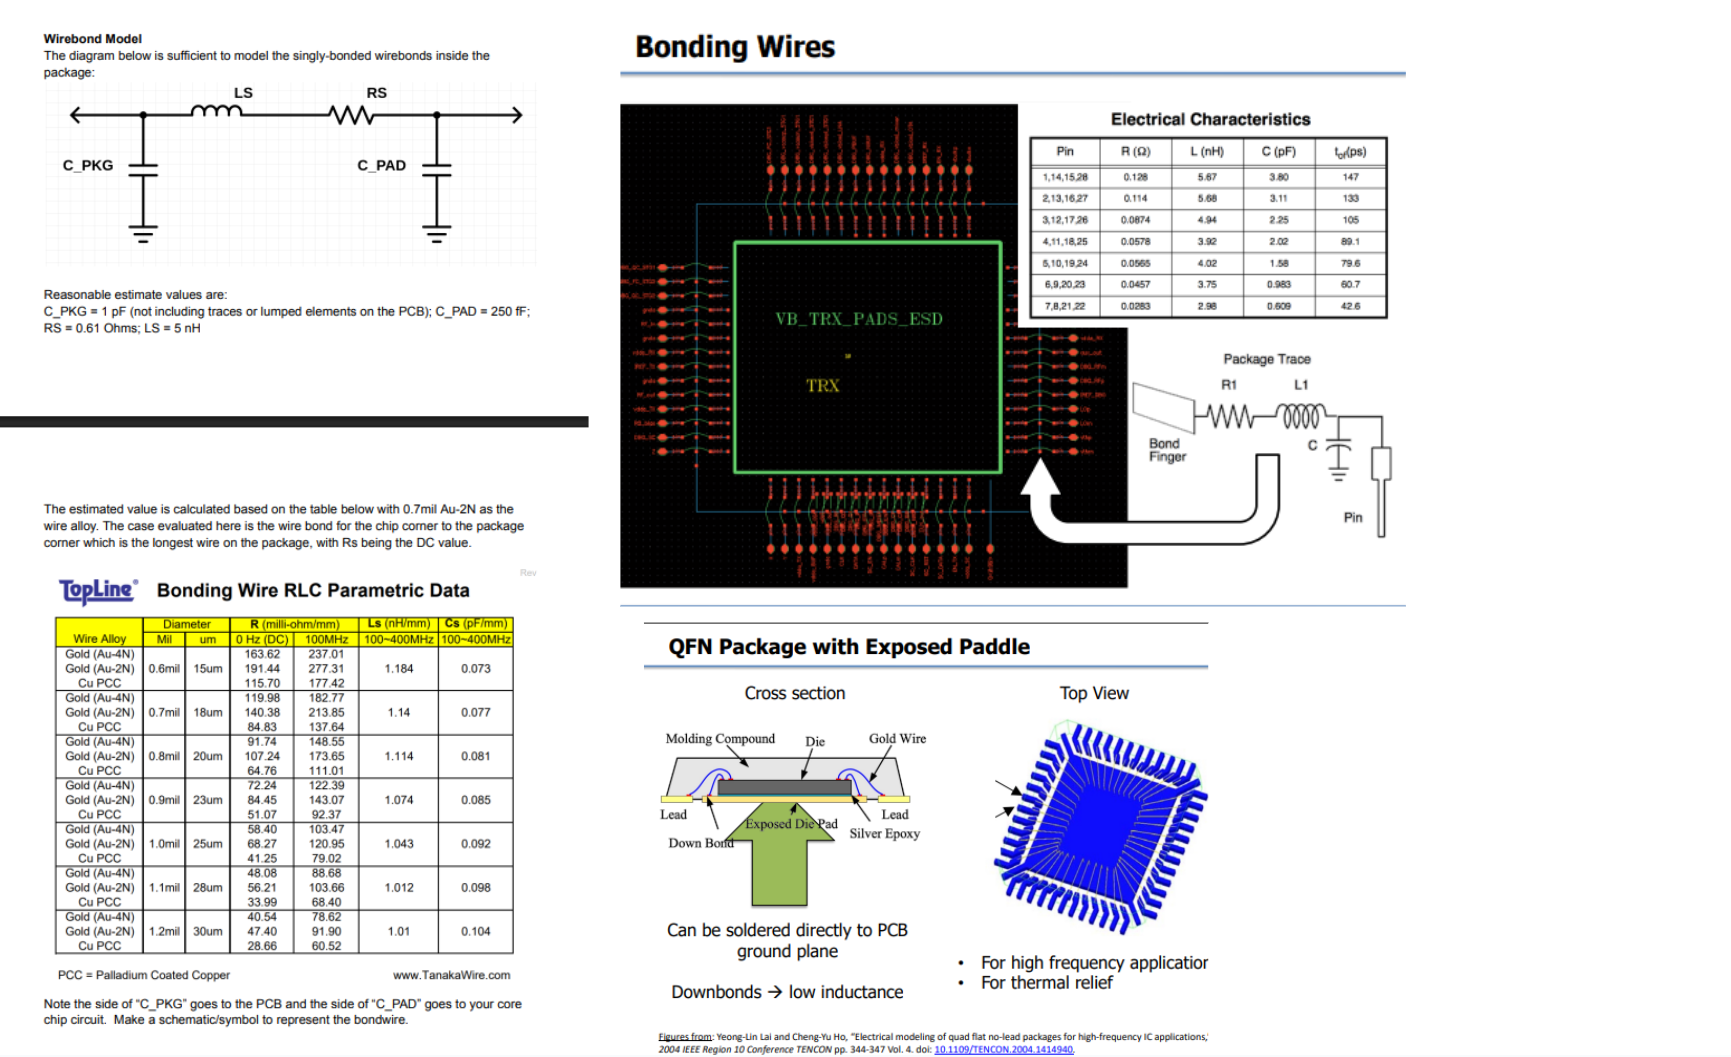 Wirebond Model
The diagram below is sufficient to model the singly-bonded wirebonds inside the
package:
LS
RS
C_PKG
C_PAD
Reasonable estimate values are:
C_PKG = 1 pF (not including traces or lumped elements on the PCB); C_PAD = 250 fF;
RS = 0.61 Ohms; LS = 5 nH
The estimated value is calculated based on the table below with 0.7mil Au-2N as the
wire alloy. The case evaluated here is the wire bond for the chip corner to the package
corner which is the longest wire on the package, with Rs being the DC value.
Rev
TopLine® Bonding Wire RLC Parametric Data
Diameter R (milli-ohm/mm) Ls (nH/mm) Cs (pF/mm)
Wire Alloy Mil um 0 Hz (DC) 100MHz 100~400MHz 100~400MHz
Gold (Au-4N) 163.62 237.01
Gold (Au-2N) 0.6mil 15um 191.44 277.31 1.184 0.073
Cu PCC 115.70 177.42
Gold (Au-4N) 119.98 182.77
Gold (Au-2N) 0.7mil 18um 140.38 213.85 1.14 0.077
Cu PCC 84.83 137.64
Gold (Au-4N) 91.74 148.55
Gold (Au-2N) 0.8mil 20um 107.24 173.65 1.114 0.081
Cu PCC 64.76 111.01
Gold (Au-4N) 72.24 122.39
Gold (Au-2N) 0.9mil 23um 84.45 143.07 1.074 0.085
Cu PCC 51.07 92.37
Gold (Au-4N) 58.40 103.47
Gold (Au-2N) 1.0mil 25um 68.27 120.95 1.043 0.092
Cu PCC 41.25 79.02
Gold (Au-4N) 48.08 88.68
Gold (Au-2N) 1.1mil 28um 56.21 103.66 1.012 0.098
Cu PCC 33.99 68.40
Gold (Au-4N) 40.54 78.62
Gold (Au-2N) 1.2mil 30um 47.40 91.90 1.01 0.104
Cu PCC 28.66 60.52
PCC = Palladium Coated Copper www.TanakaWire.com
Note the side of "C_PKG" goes to the PCB and the side of "C_PAD" goes to your core
chip circuit. Make a schematic/symbol to represent the bondwire.
Bonding Wires
VB_TRX_PADS_ESD
TRX
Electrical Characteristics
Pin R (Ω) L (nH) C (pF) tof(ps)
1,14,15,28 0.128 5.67 3.80 147
2,13,16,27 0.114 5.68 3.11 133
3,12,17,26 0.0874 4.94 2.25 105
4,11,18,25 0.0578 3.92 2.02 89.1
5,10,19,24 0.0565 4.02 1.58 79.6
6,9,20,23 0.0457 3.75 0.983 60.7
7,8,21,22 0.0283 2.98 0.609 42.6
Package Trace
R1
L1
C
Bond
Finger
Pin
QFN Package with Exposed Paddle
Cross section
Molding Compound
Die
Gold Wire
Lead
Down Bond
Exposed Die Pad
Lead
Silver Epoxy
Can be soldered directly to PCB
ground plane
Downbonds → low inductance
Top View
• For high frequency application
• For thermal relief
Figures from: Yeong-Lin Lai and Cheng-Yu Ho, "Electrical modeling of quad flat no-lead packages for high-frequency IC applications,"
2004 IEEE Region 10 Conference TENCON pp. 344-347 Vol. 4. doi: 10.1109/TENCON.2004.1414940.